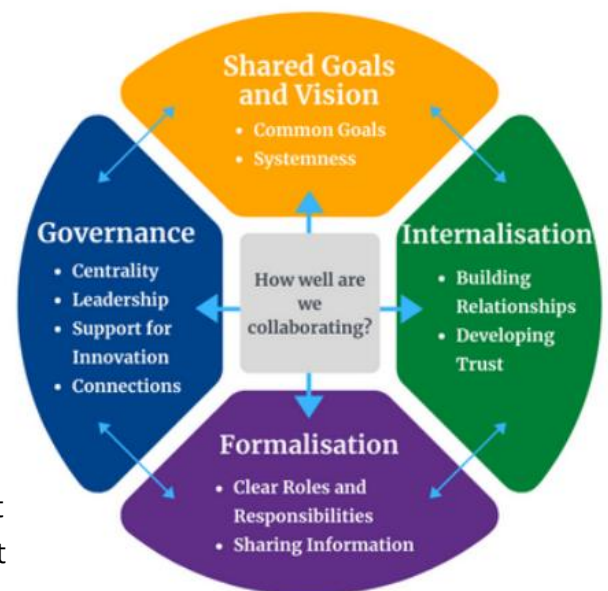 Shared Goals
and Vision
• Common Goals
• Systemness
Governance
• Centrality
• Leadership
• Support for
Innovation
• Connections
How well are
we
collaborating?
Internalisation
• Building
Relationships
• Developing
Trust
Formalisation
• Clear Roles and
Responsibilities
• Sharing Information
t
t